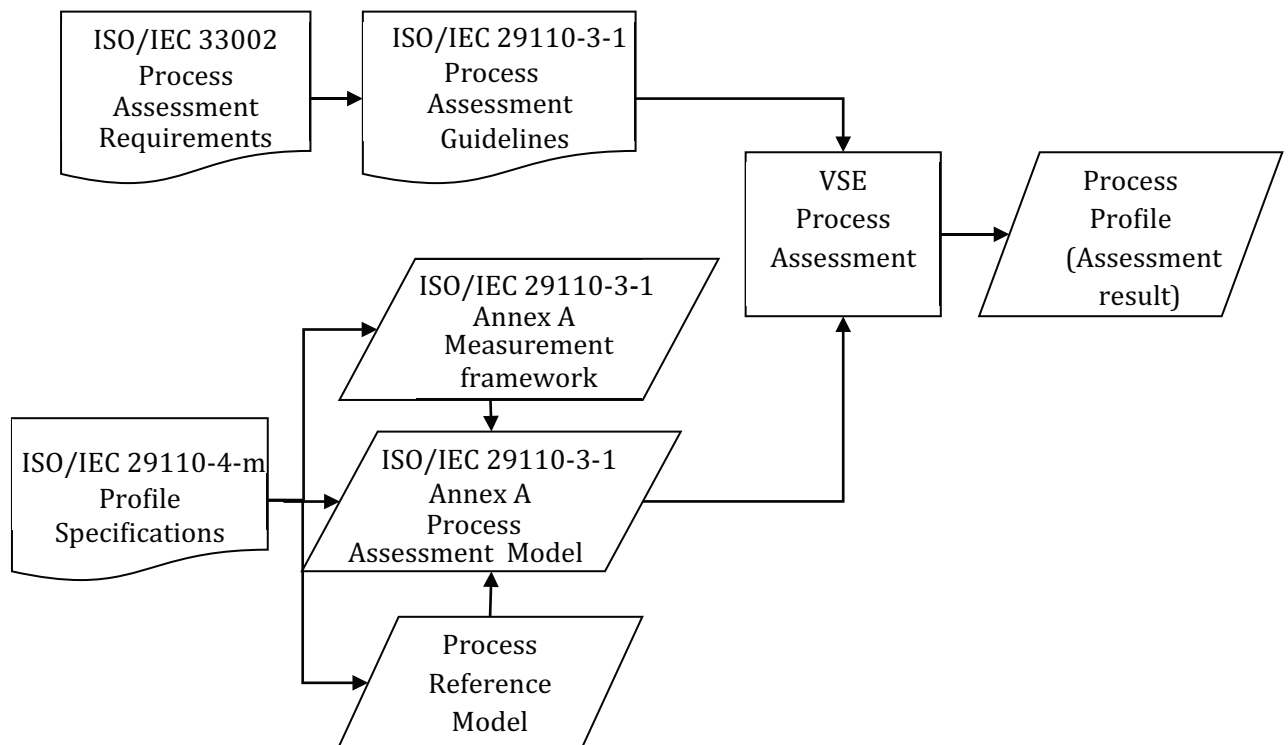 ISO/IEC 33002
Process
Assessment
Requirements
ISO/IEC 29110-3-1
Process
Assessment
Guidelines
VSE
Process
Assessment
Process
Profile
(Assessment
result)
ISO/IEC 29110-3-1
Annex A
Measurement
framework
ISO/IEC 29110-4-m
Profile
Specifications
ISO/IEC 29110-3-1
Annex A
Process
Assessment Model
Process
Reference
Model